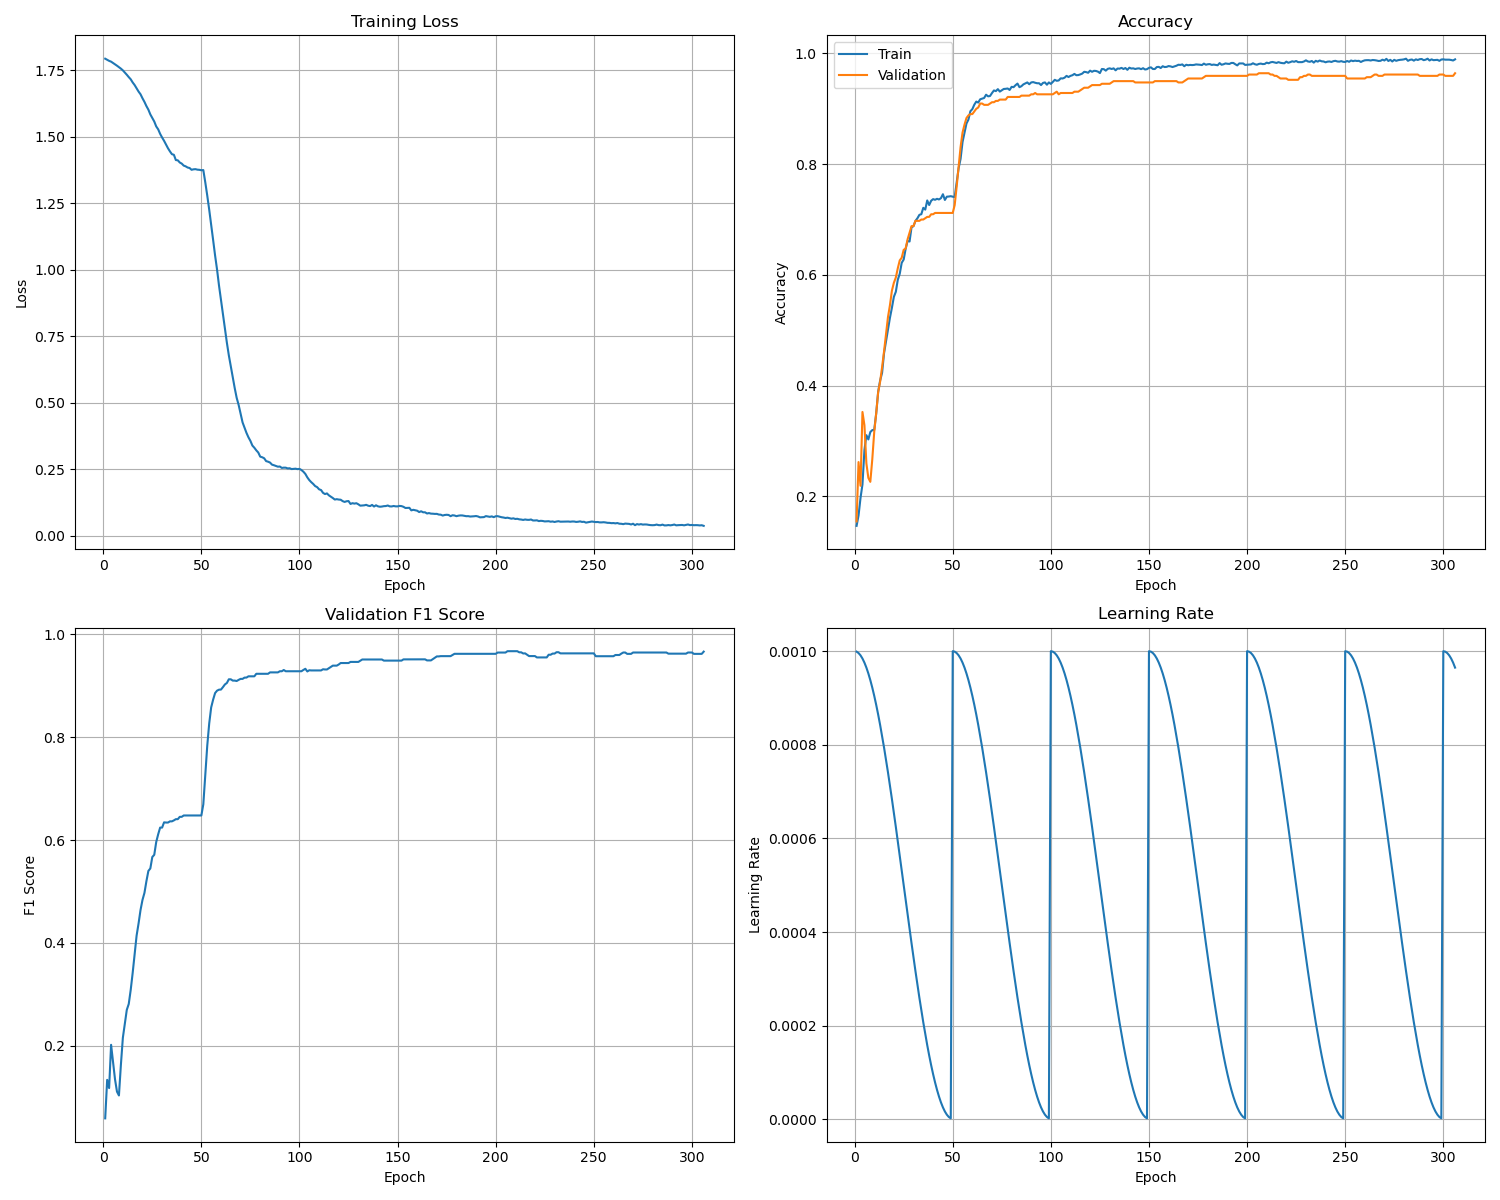 Training Loss
1.75
1.50
1.25
1.00
0.75
0.50
0.25
0.00
Loss
0 50 100 150 200 250 300
Epoch
Accuracy
Train
Validation
1.0
0.8
0.6
0.4
0.2
Accuracy
0 50 100 150 200 250 300
Epoch
Validation F1 Score
1.0
0.8
0.6
0.4
0.2
F1 Score
0 50 100 150 200 250 300
Epoch
Learning Rate
0.0010
0.0008
0.0006
0.0004
0.0002
0.0000
Learning Rate
0 50 100 150 200 250 300
Epoch